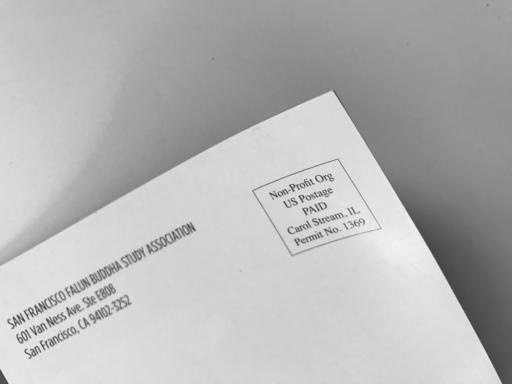 Non-Profit Org
US Postage
PAID
Carol Stream, IL
Permit No. 1369
SAN FRANCISCO FALUN BUDDHA STUDY ASSOCIATION
601 Van Ness Ave. Ste E808
San Francisco, CA 94102-3252